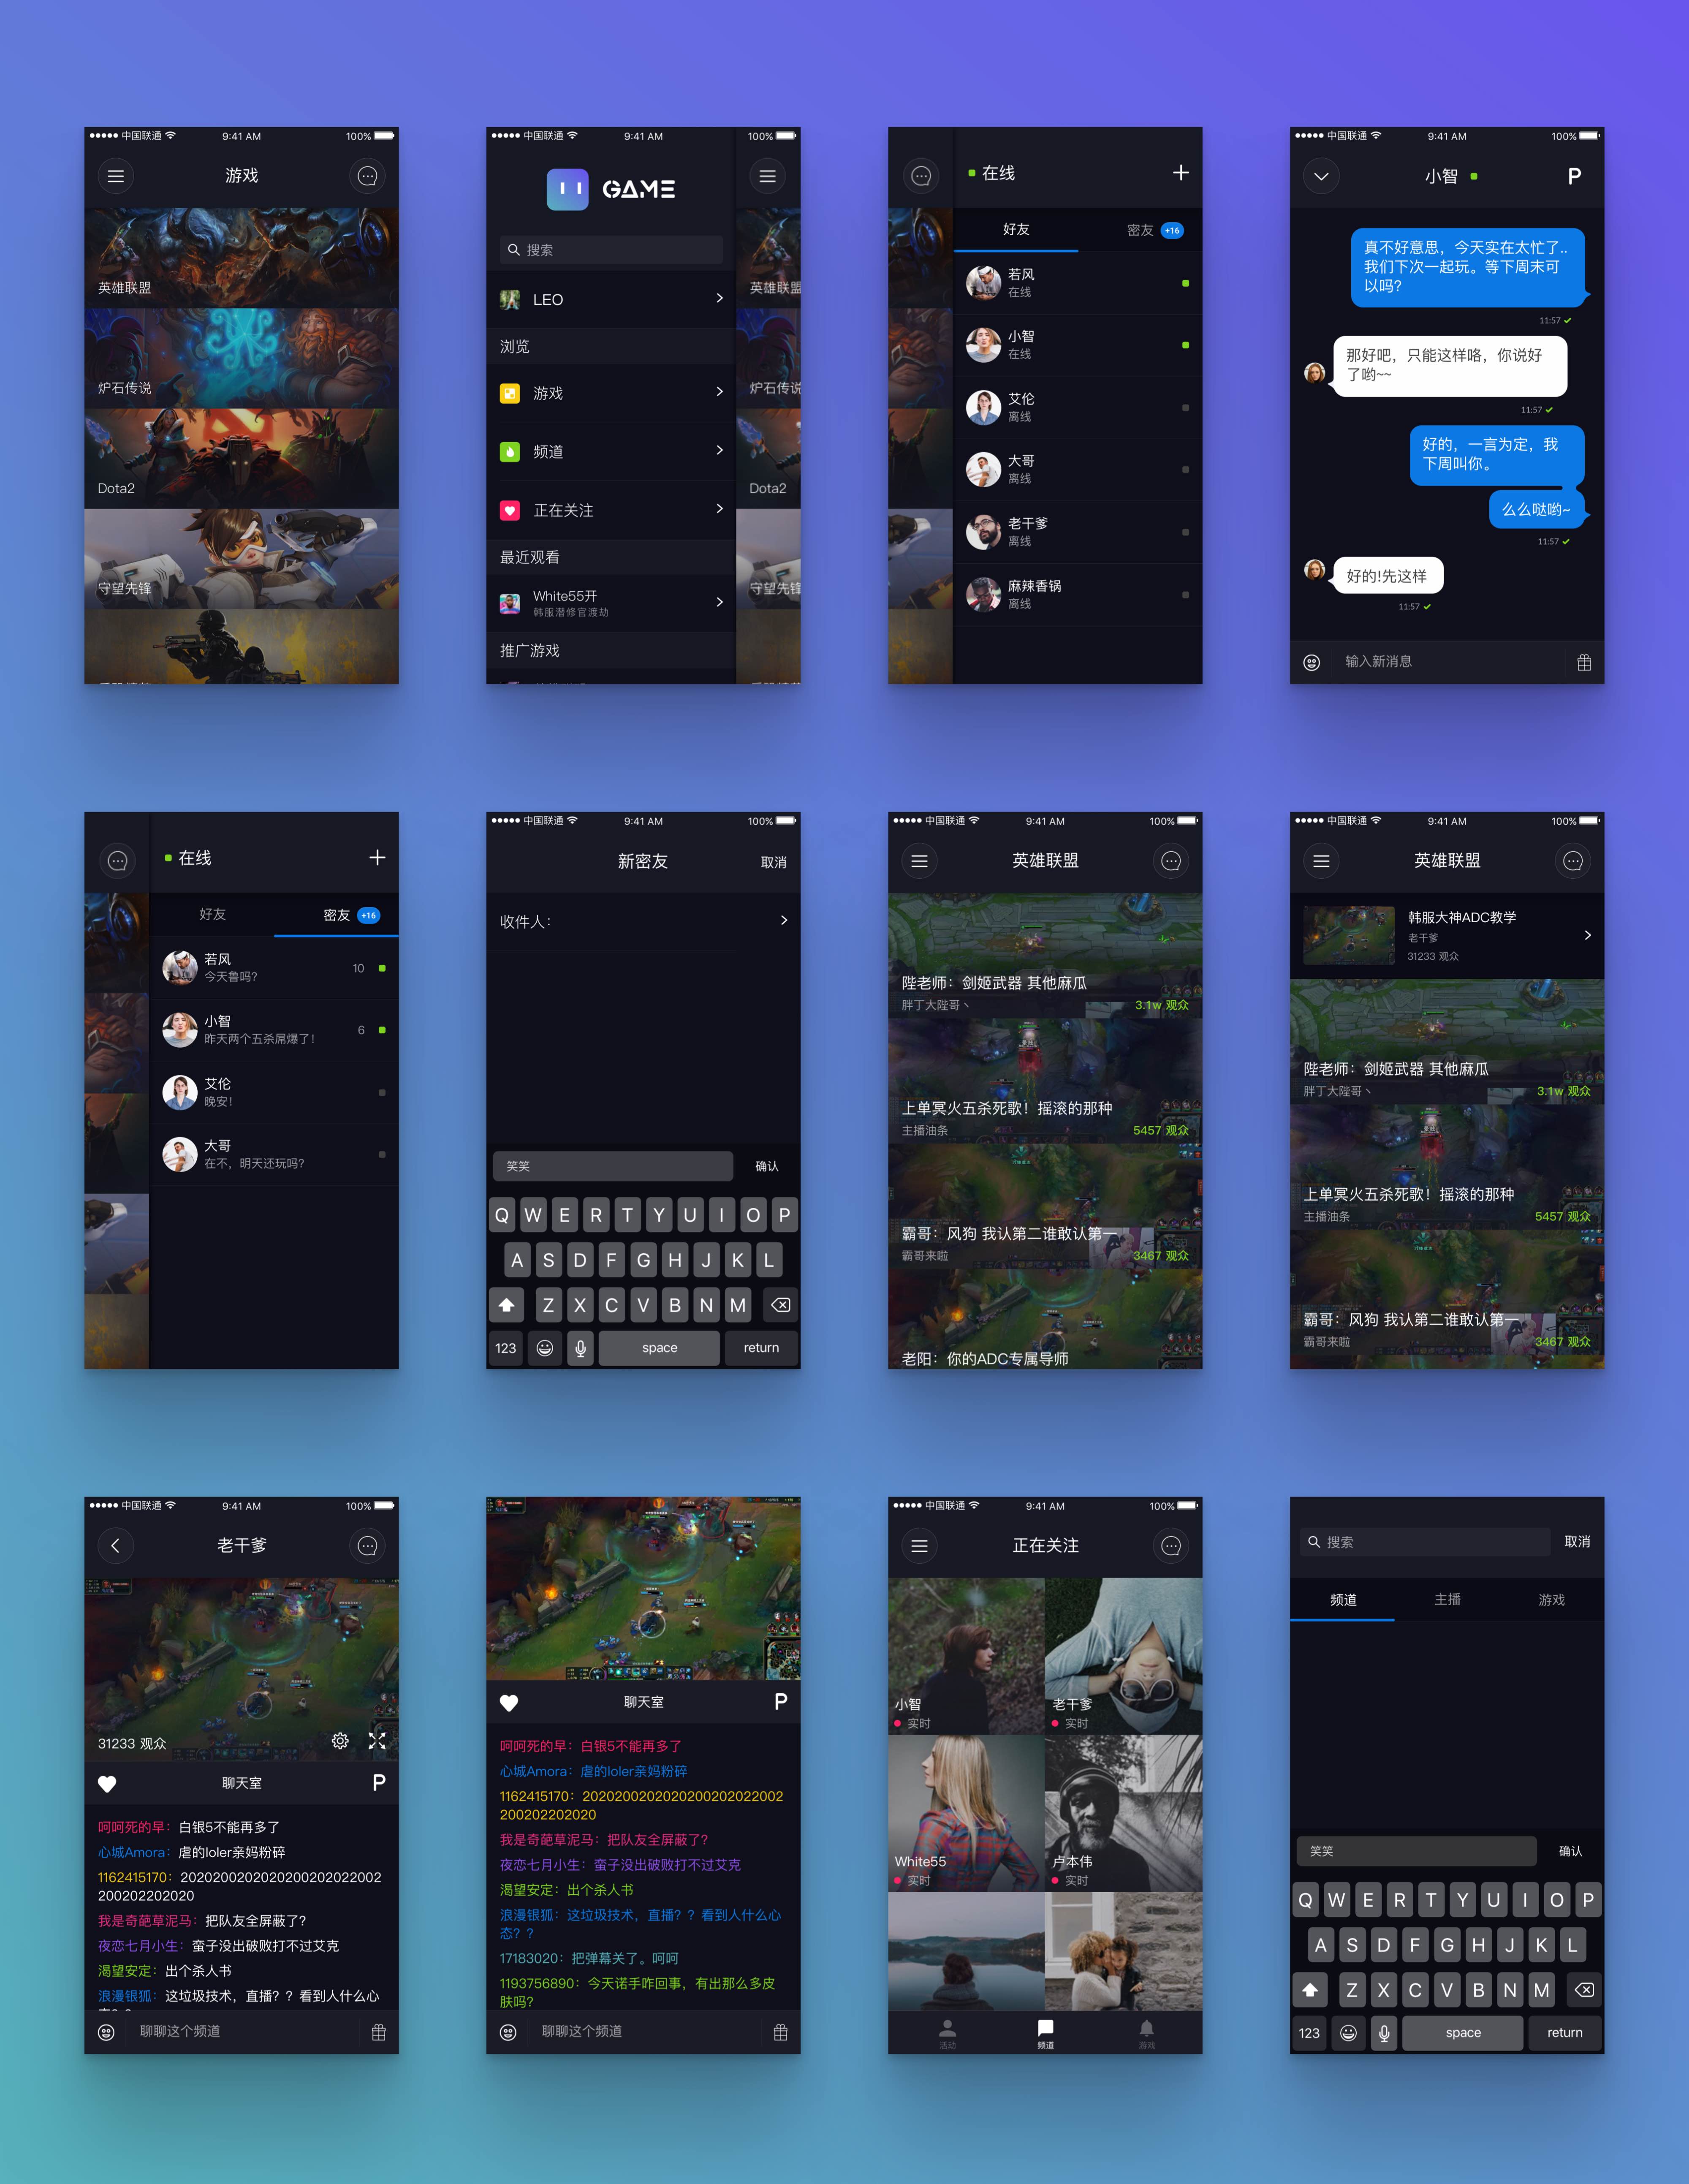 中国联通
9:41 AM
100%
游戏
英雄联盟
炉石传说
Dota2
守望先锋
中国联通
9:41 AM
100%
GAME
搜索
LEO
浏览
游戏
频道
正在关注
最近观看
White55开
韩服潜修官渡劫
推广游戏
英雄联盟
炉石传说
Dota2
守望先锋
在线
好友
密友 +16
若风
在线
小智
在线
艾伦
离线
大哥
离线
老干爹
离线
麻辣香锅
离线
中国联通
9:41 AM
100%
小智
P
真不好意思，今天实在太忙了..
我们下次一起玩。等下周末可
以吗?
11:57
那好吧，只能这样咯，你说好
了哟~~
11:57
好的，一言为定，我
下周叫你。
么么哒哟~
11:57
好的!先这样
11:57
输入新消息
在线
好友
密友 +16
若风
今天鲁吗?
10
小智
昨天两个五杀屌爆了!
6
艾伦
晚安!
大哥
在不，明天还玩吗?
中国联通
9:41 AM
100%
新密友
取消
收件人:
笑笑
确认
Q W E R T Y U I O P
A S D F G H J K L
Z X C V B N M
123
space
return
中国联通
9:41 AM
100%
英雄联盟
陛老师：剑姬武器 其他麻瓜
胖丁大陛哥丶
3.1w 观众
上单冥火五杀死歌！摇滚的那种
主播油条
5457 观众
霸哥：风狗 我认第二谁敢认第一
霸哥来啦
3467 观众
老阳：你的ADC专属导师
中国联通
9:41 AM
100%
英雄联盟
韩服大神ADC教学
老干爹
31233 观众
陛老师：剑姬武器 其他麻瓜
胖丁大陛哥丶
3.1w 观众
上单冥火五杀死歌！摇滚的那种
主播油条
5457 观众
霸哥：风狗 我认第二谁敢认第一
霸哥来啦
3467 观众
中国联通
9:41 AM
100%
老干爹
31233 观众
聊天室
P
呵呵死的早：白银5不能再多了
心城Amora：虐的loler亲妈粉碎
1162415170：2020200202020200202022002
200202202020
我是奇葩草泥马：把队友全屏蔽了?
夜恋七月小生：蛮子没出破败打不过艾克
渴望安定：出个杀人书
浪漫银狐：这垃圾技术，直播？？看到人什么心
聊聊这个频道
聊天室
P
呵呵死的早：白银5不能再多了
心城Amora：虐的loler亲妈粉碎
1162415170：2020200202020200202022002
200202202020
我是奇葩草泥马：把队友全屏蔽了?
夜恋七月小生：蛮子没出破败打不过艾克
渴望安定：出个杀人书
浪漫银狐：这垃圾技术，直播？？看到人什么心
态？？
17183020：把弹幕关了。呵呵
1193756890：今天诺手咋回事，有出那么多皮
肤吗?
聊聊这个频道
中国联通
9:41 AM
100%
正在关注
小智
实时
老干爹
实时
White55
实时
卢本伟
实时
活动
频道
游戏
搜索
取消
频道
主播
游戏
笑笑
确认
Q W E R T Y U I O P
A S D F G H J K L
Z X C V B N M
123
space
return